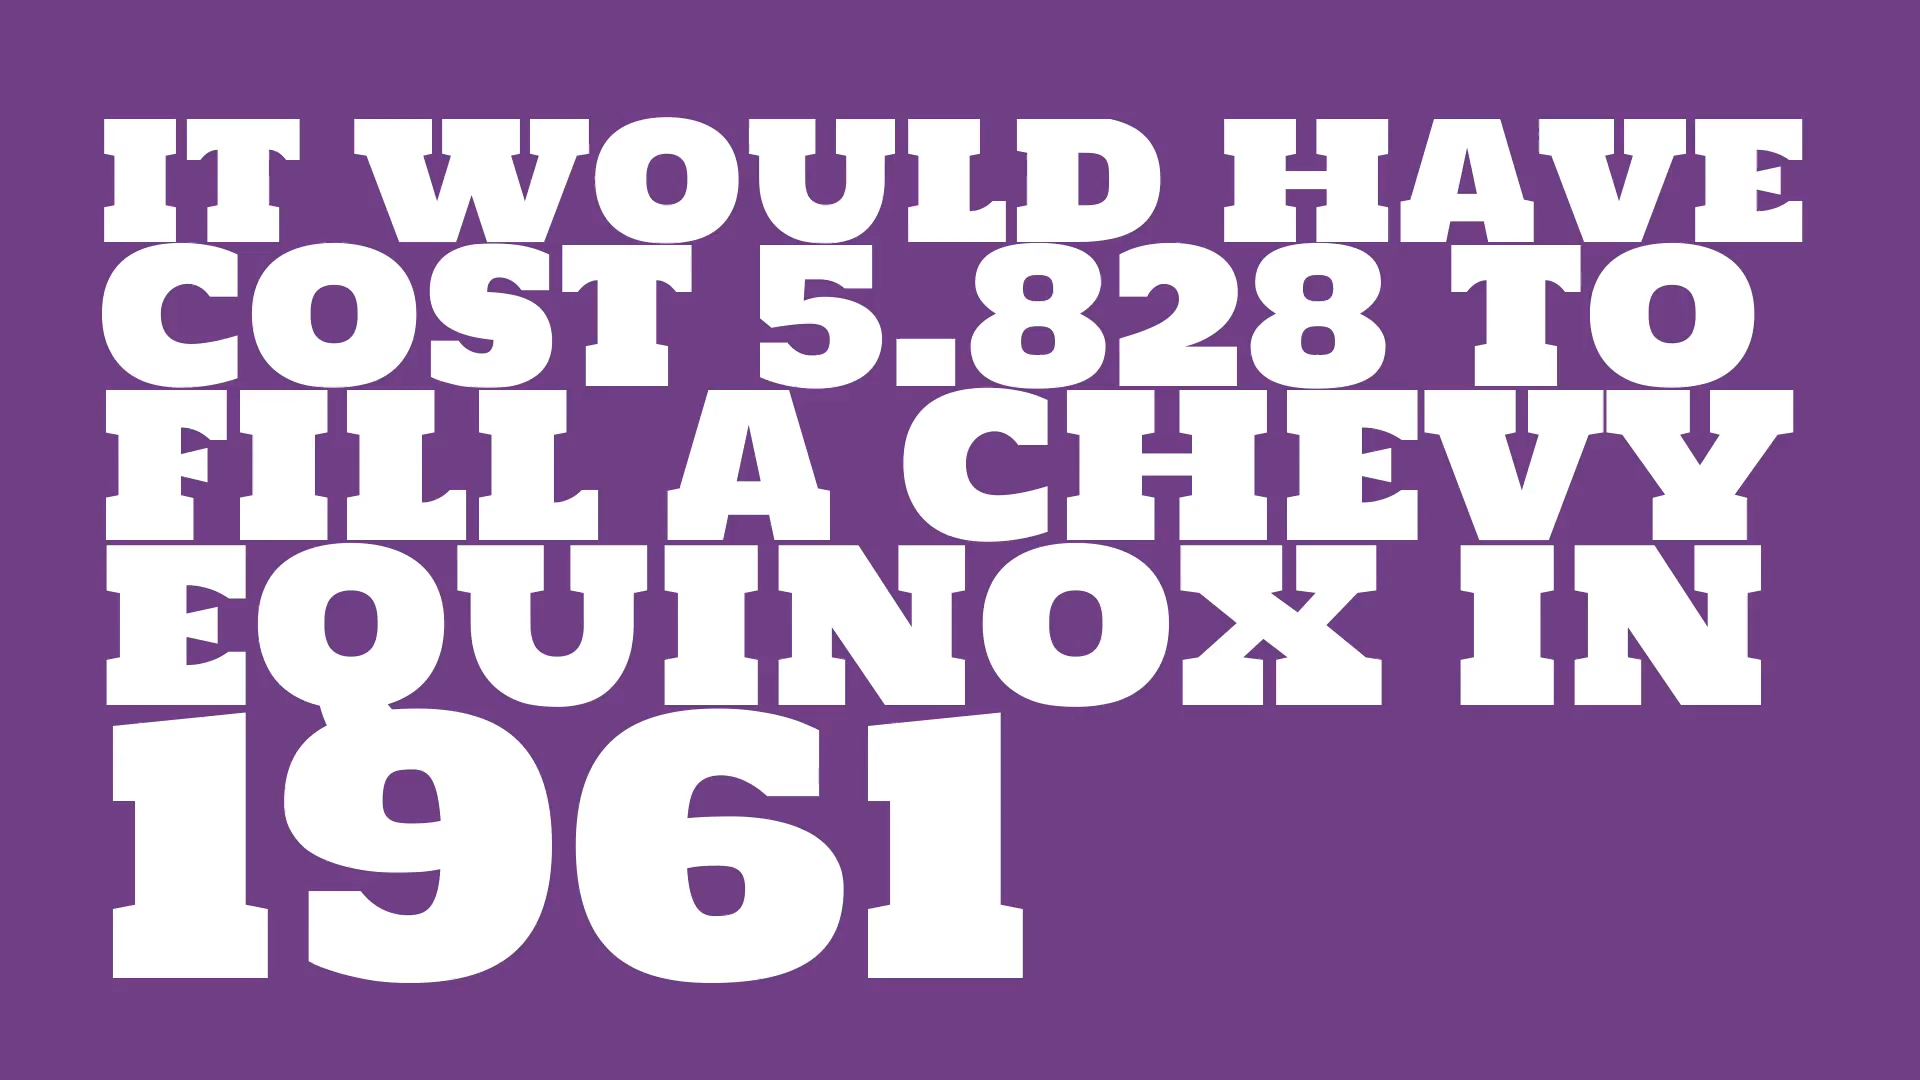 IT WOULD HAVE
COST 5.828 TO
FILL A CHEVY
EQUINOX IN
1961